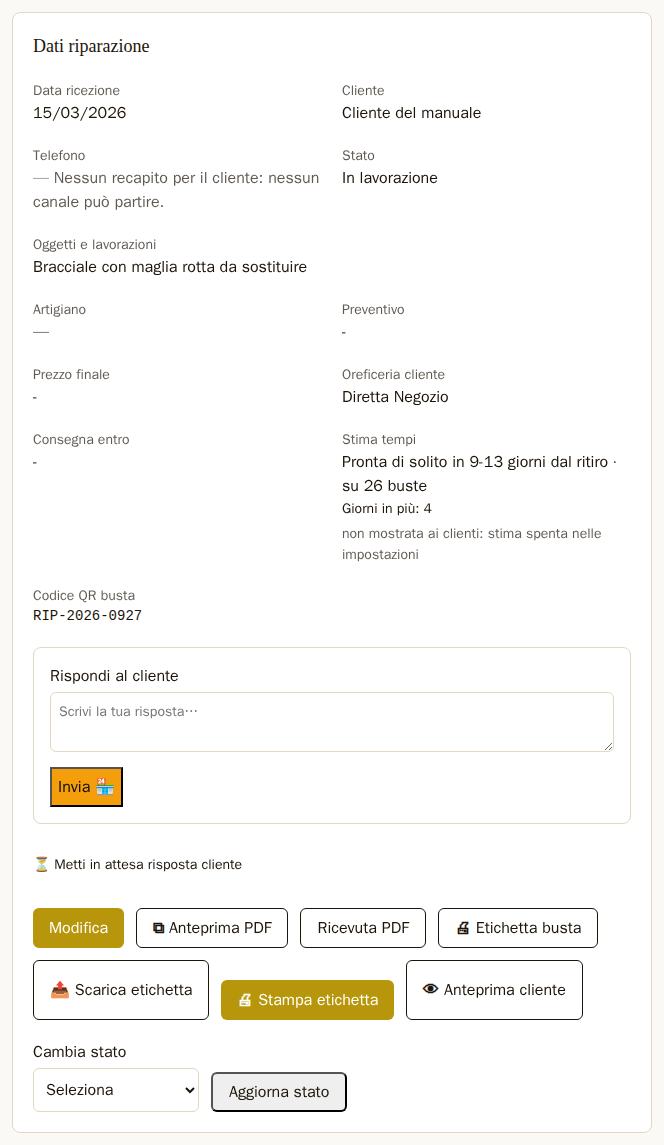 Dati riparazione
Data ricezione
15/03/2026
Cliente
Cliente del manuale
Telefono
— Nessun recapito per il cliente: nessun
canale può partire.
Stato
In lavorazione
Oggetti e lavorazioni
Bracciale con maglia rotta da sostituire
Artigiano
—
Preventivo
-
Prezzo finale
-
Oreficeria cliente
Diretta Negozio
Consegna entro
-
Stima tempi
Pronta di solito in 9-13 giorni dal ritiro ·
su 26 buste
Giorni in più: 4
non mostrata ai clienti: stima spenta nelle
impostazioni
Codice QR busta
RIP-2026-0927
Rispondi al cliente
Scrivi la tua risposta…
Invia 🏪
⏳ Metti in attesa risposta cliente
Modifica
⧉ Anteprima PDF
Ricevuta PDF
🖨 Etichetta busta
📤 Scarica etichetta
🖨 Stampa etichetta
👁 Anteprima cliente
Cambia stato
Seleziona
Aggiorna stato